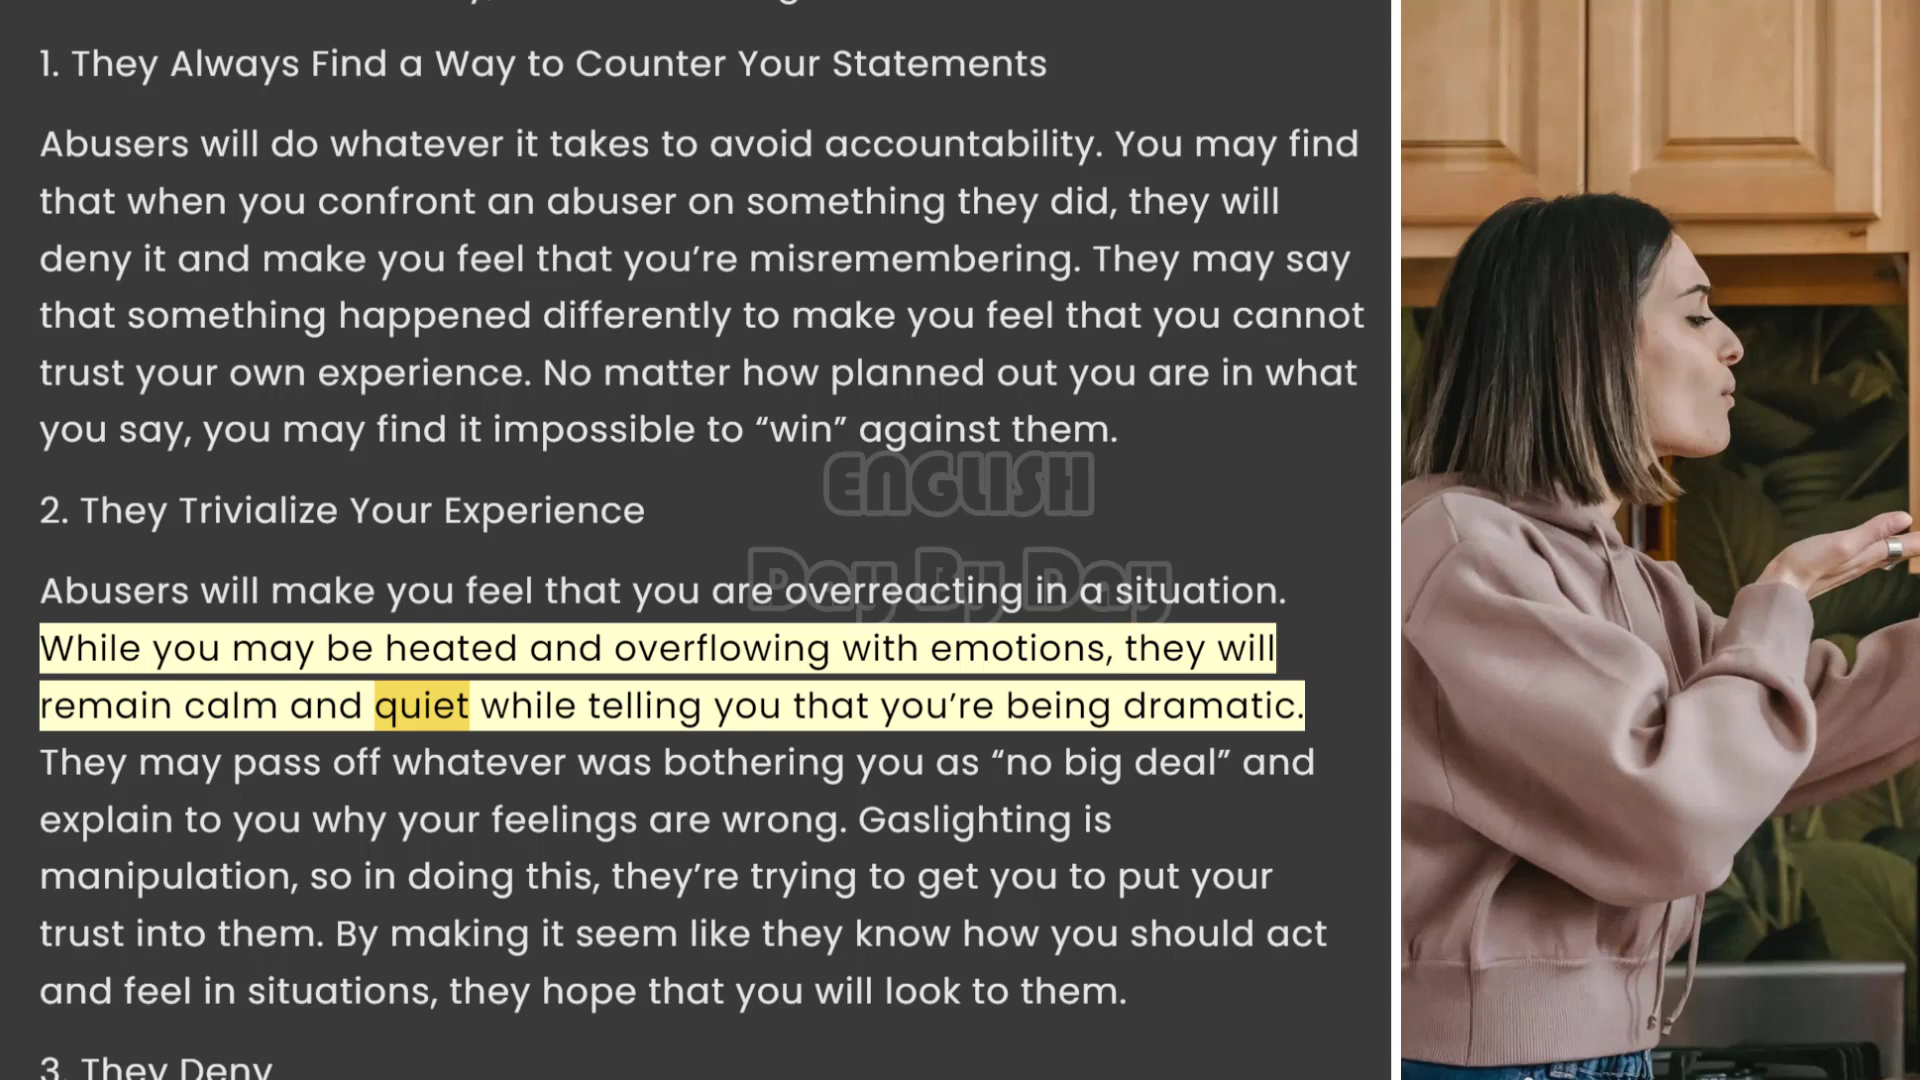 1. They Always Find a Way to Counter Your Statements
Abusers will do whatever it takes to avoid accountability. You may find
that when you confront an abuser on something they did, they will
deny it and make you feel that you’re misremembering. They may say
that something happened differently to make you feel that you cannot
trust your own experience. No matter how planned out you are in what
you say, you may find it impossible to “win” against them.
ENGLISH
2. They Trivialize Your Experience
Day By Day
Abusers will make you feel that you are overreacting in a situation.
While you may be heated and overflowing with emotions, they will
remain calm and quiet while telling you that you’re being dramatic.
They may pass off whatever was bothering you as “no big deal” and
explain to you why your feelings are wrong. Gaslighting is
manipulation, so in doing this, they’re trying to get you to put your
trust into them. By making it seem like they know how you should act
and feel in situations, they hope that you will look to them.
3. They Deny